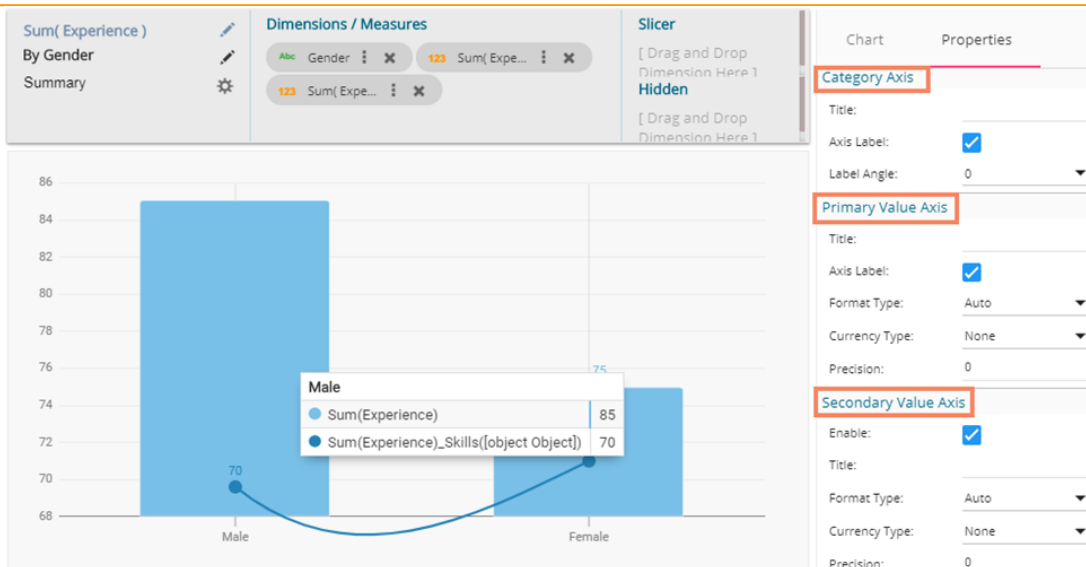 Sum( Experience )
By Gender
Summary
Dimensions / Measures
Abc Gender
123 Sum( Expe...
123 Sum( Expe...
Slicer
[ Drag and Drop
Dimension Here ]
Hidden
[ Drag and Drop
Dimension Here ]
86
84
82
80
78
76
74
72
70
68
75
70
Male
Sum(Experience) 85
Sum(Experience)_Skills([object Object]) 70
Male
Female
Chart Properties
Category Axis
Title:
Axis Label:
Label Angle: 0
Primary Value Axis
Title:
Axis Label:
Format Type: Auto
Currency Type: None
Precision: 0
Secondary Value Axis
Enable:
Title:
Format Type: Auto
Currency Type: None
Precision: 0